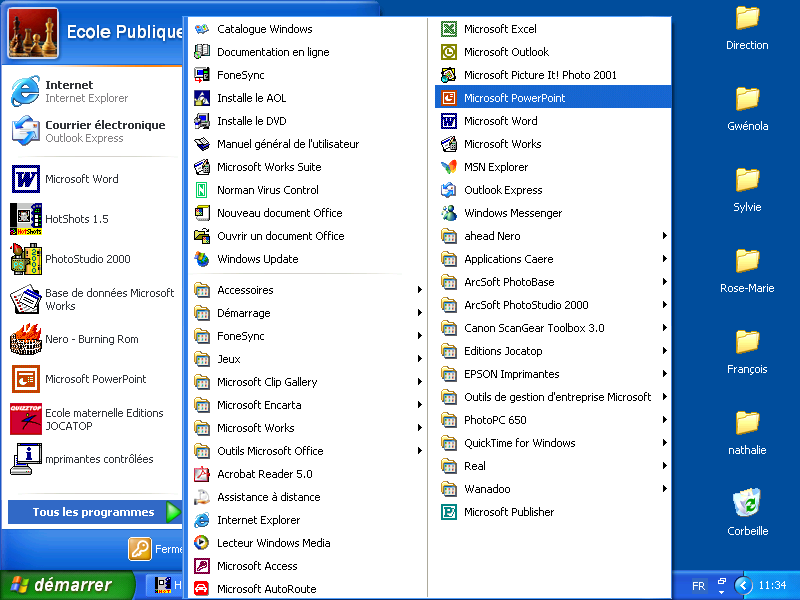 Ecole Publique
Internet
Internet Explorer
Courrier électronique
Outlook Express
Microsoft Word
HotShots 1.5
PhotoStudio 2000
Base de données Microsoft
Works
Nero - Burning Rom
Microsoft PowerPoint
Ecole maternelle Editions
JOCATOP
mprimantes contrôlées
Tous les programmes
Ferme
démarrer
H
Catalogue Windows
Documentation en ligne
FoneSync
Installe le AOL
Installe le DVD
Manuel général de l'utilisateur
Microsoft Works Suite
Norman Virus Control
Nouveau document Office
Ouvrir un document Office
Windows Update
Accessoires
Démarrage
FoneSync
Jeux
Microsoft Clip Gallery
Microsoft Encarta
Microsoft Works
Outils Microsoft Office
Acrobat Reader 5.0
Assistance à distance
Internet Explorer
Lecteur Windows Media
Microsoft Access
Microsoft AutoRoute
Microsoft Excel
Microsoft Outlook
Microsoft Picture It! Photo 2001
Microsoft PowerPoint
Microsoft Word
Microsoft Works
MSN Explorer
Outlook Express
Windows Messenger
ahead Nero
Applications Caere
ArcSoft PhotoBase
ArcSoft PhotoStudio 2000
Canon ScanGear Toolbox 3.0
Editions Jocatop
EPSON Imprimantes
Outils de gestion d'entreprise Microsoft
PhotoPC 650
QuickTime for Windows
Real
Wanadoo
Microsoft Publisher
Direction
Gwénola
Sylvie
Rose-Marie
François
nathalie
Corbeille
FR
11:34